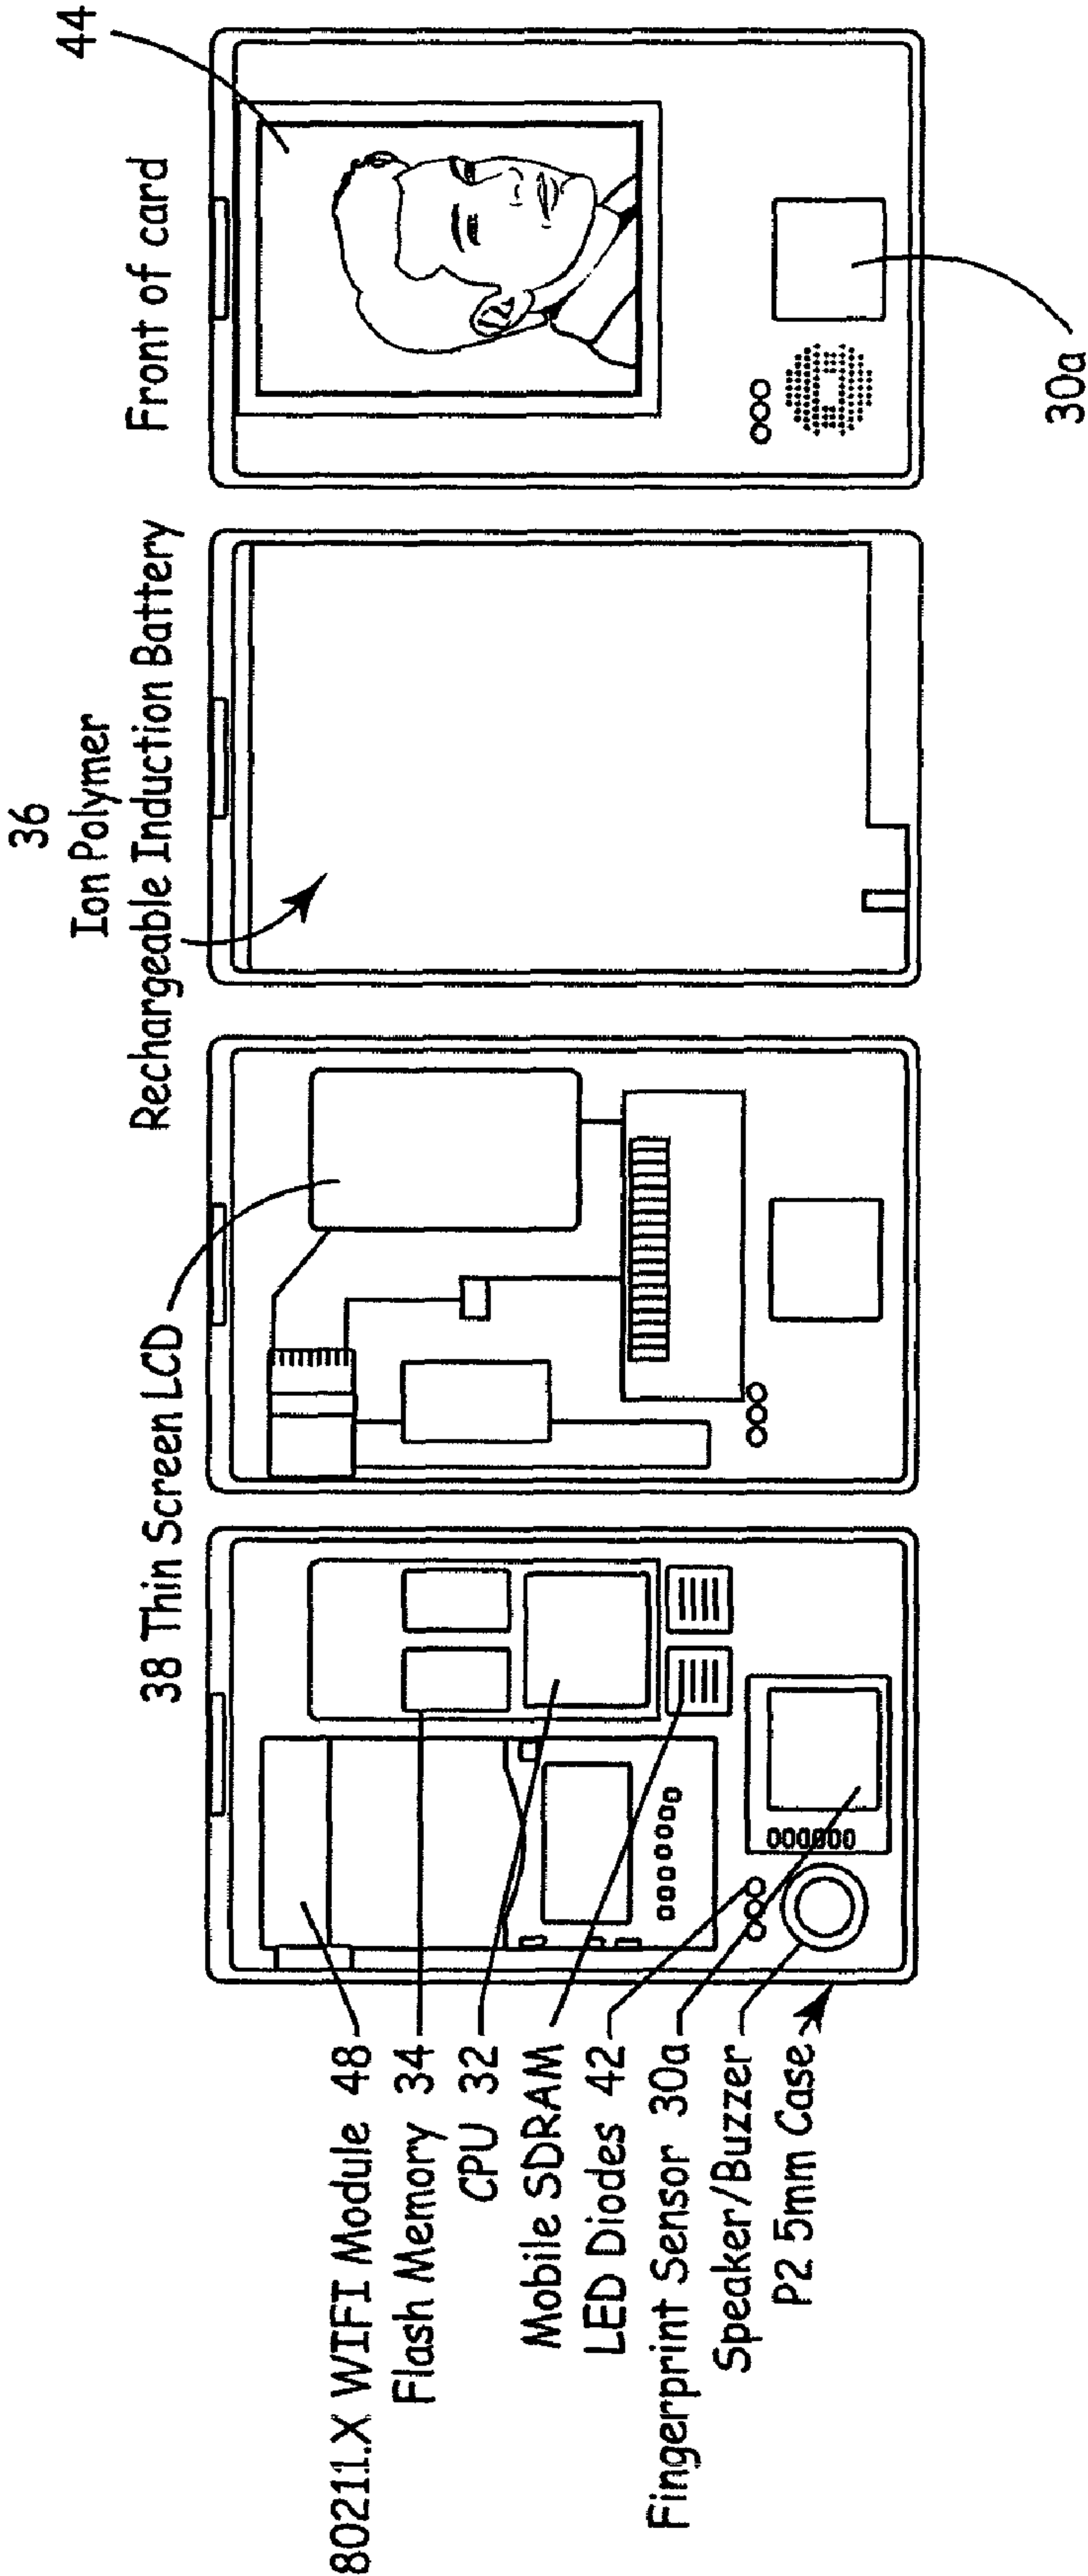 36
Ion Polymer
Rechargeable Induction Battery
44
Front of card
38 Thin Screen LCD
80211.X WIFI Module 48
Flash Memory 34
CPU 32
Mobile SDRAM
LED Diodes 42
Fingerprint Sensor 30a
Speaker/Buzzer
P2 5mm Case
30a